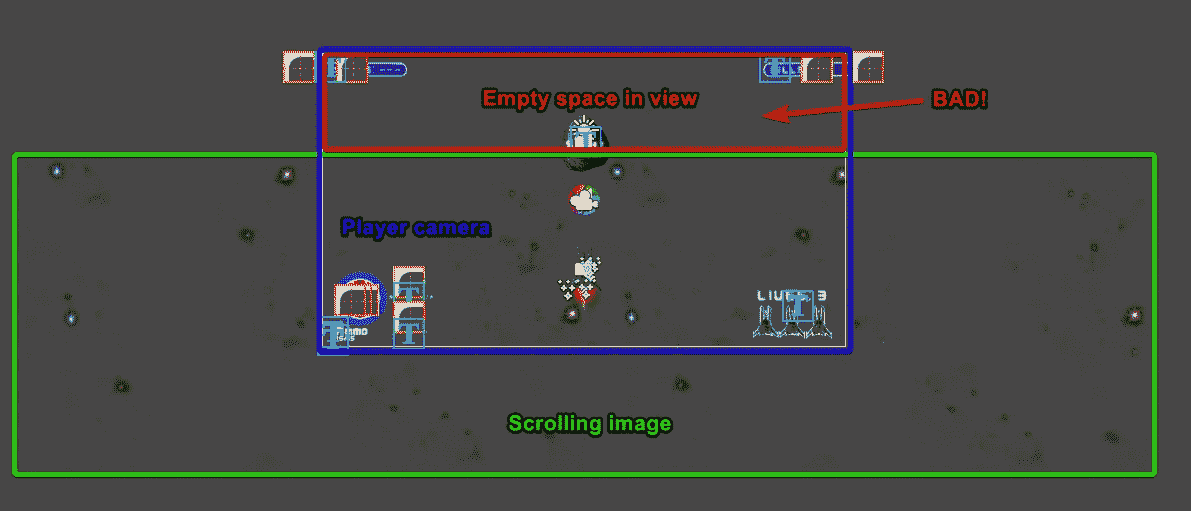 Empty space in view
BAD!
Player camera
LIVES 3
Scrolling image